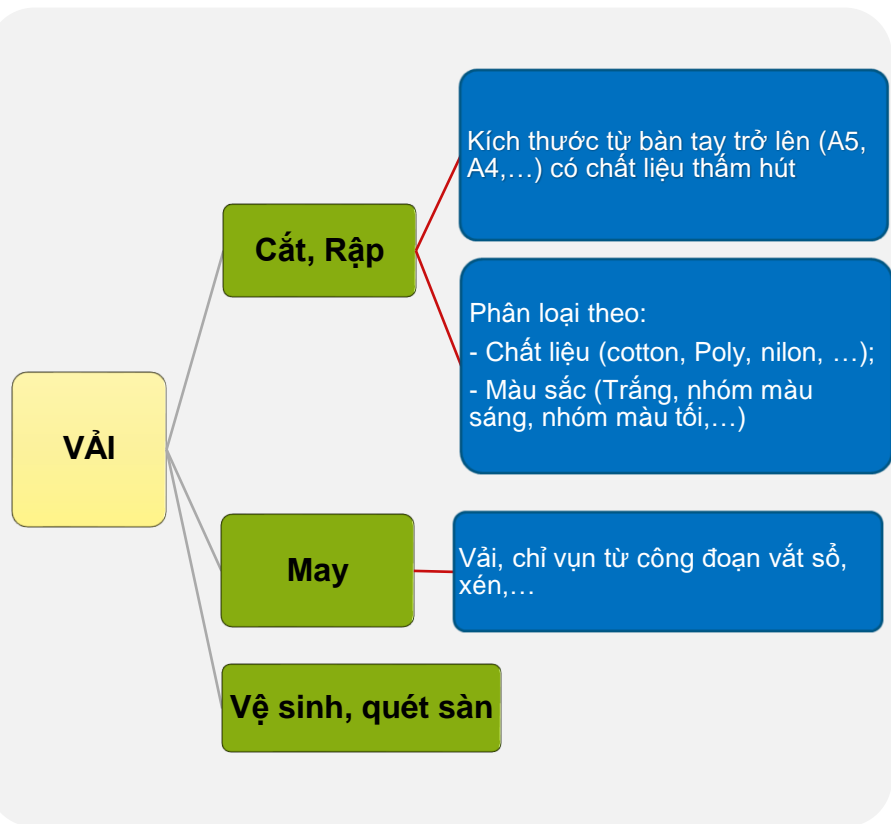 VẢI
Cắt, Rập
Kích thước từ bàn tay trở lên (A5,
A4,…) có chất liệu thấm hút
Phân loại theo:
- Chất liệu (cotton, Poly, nilon, …);
- Màu sắc (Trắng, nhóm màu
sáng, nhóm màu tối,…)
May
Vải, chỉ vụn từ công đoạn vắt sổ,
xén,…
Vệ sinh, quét sàn